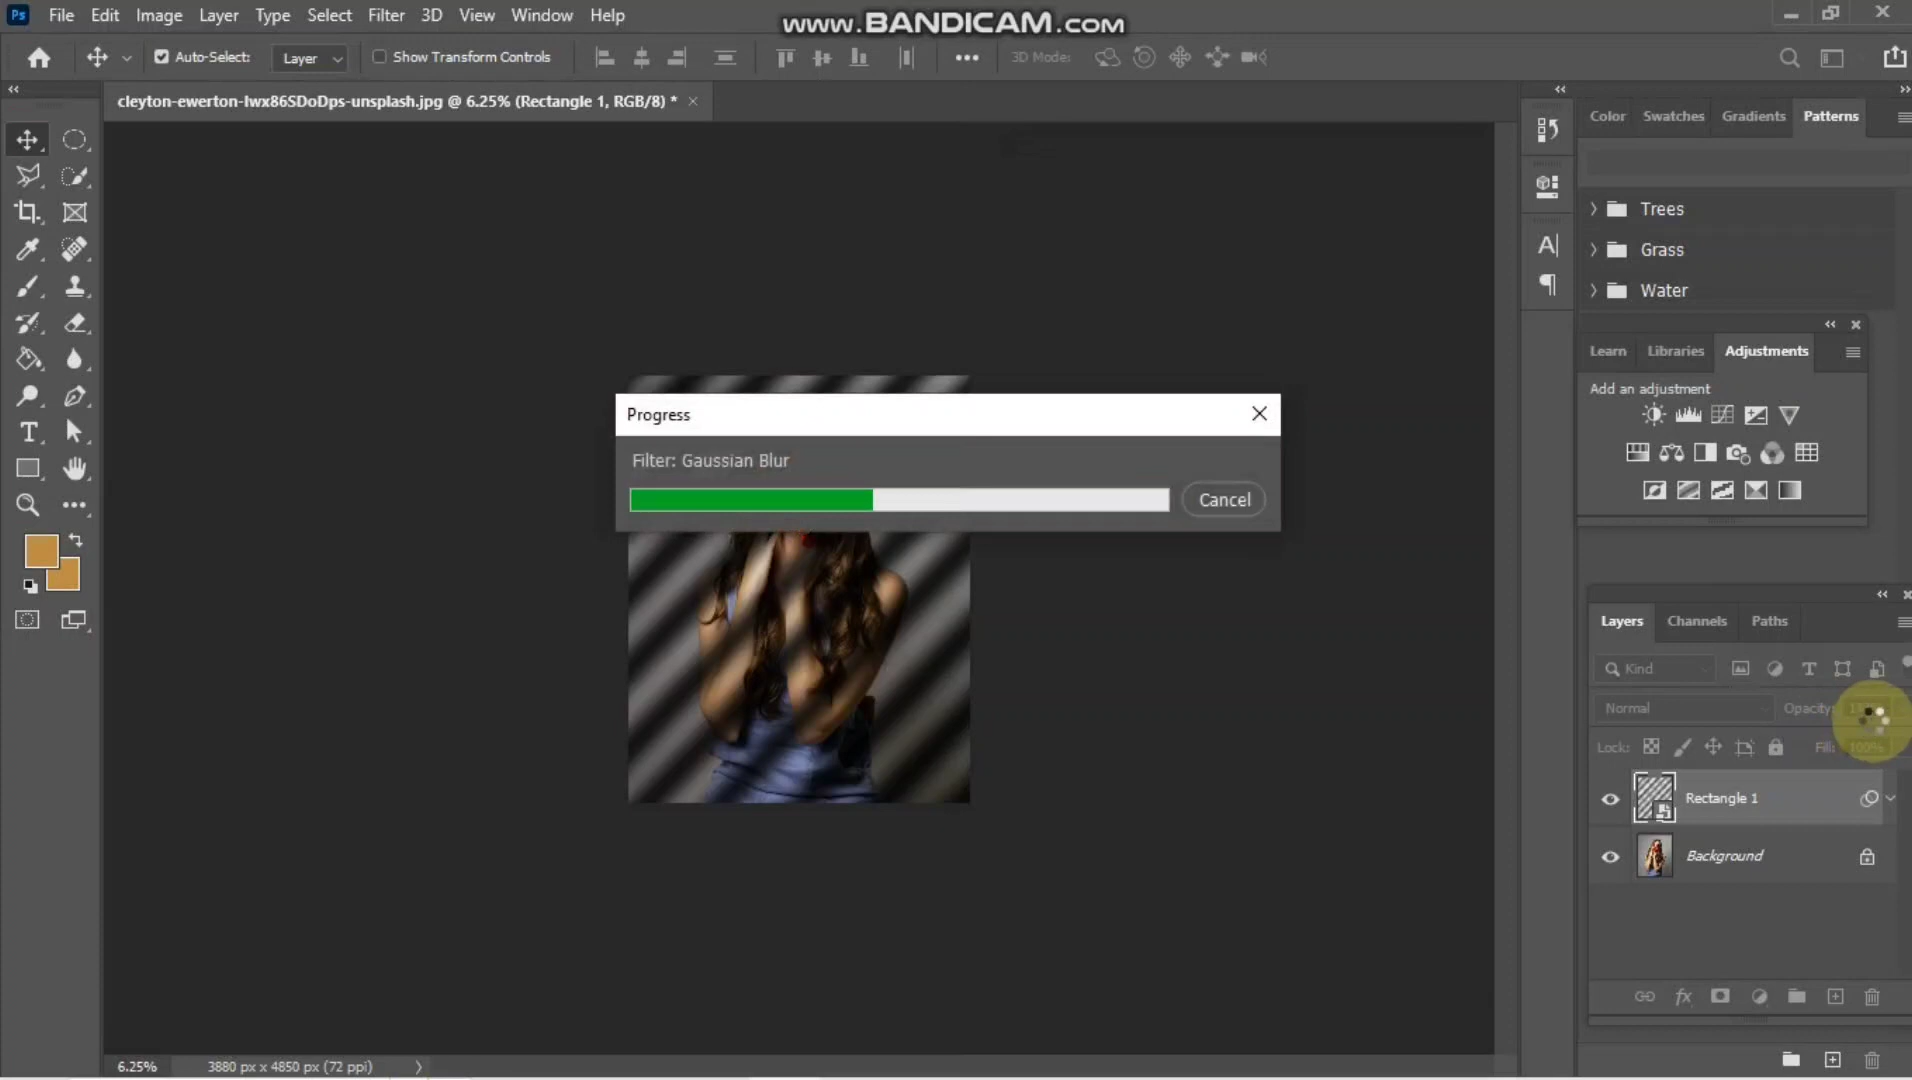 Ps File Edit Image Layer Type Select Filter 3D View Window Help
www.BANDICAM.com
Auto-Select: Layer Show Transform Controls 3D Mode:
cleyton-ewerton-lwx86SDoDps-unsplash.jpg @ 6.25% (Rectangle 1, RGB/8) *
Color Swatches Gradients Patterns
Trees
Grass
Water
Learn Libraries Adjustments
Add an adjustment
Progress
Filter: Gaussian Blur
Cancel
Layers Channels Paths
Kind
Normal Opacity:
Lock: Fill: 100%
Rectangle 1
Background
fx
6.25% 3880 px x 4850 px (72 ppi)